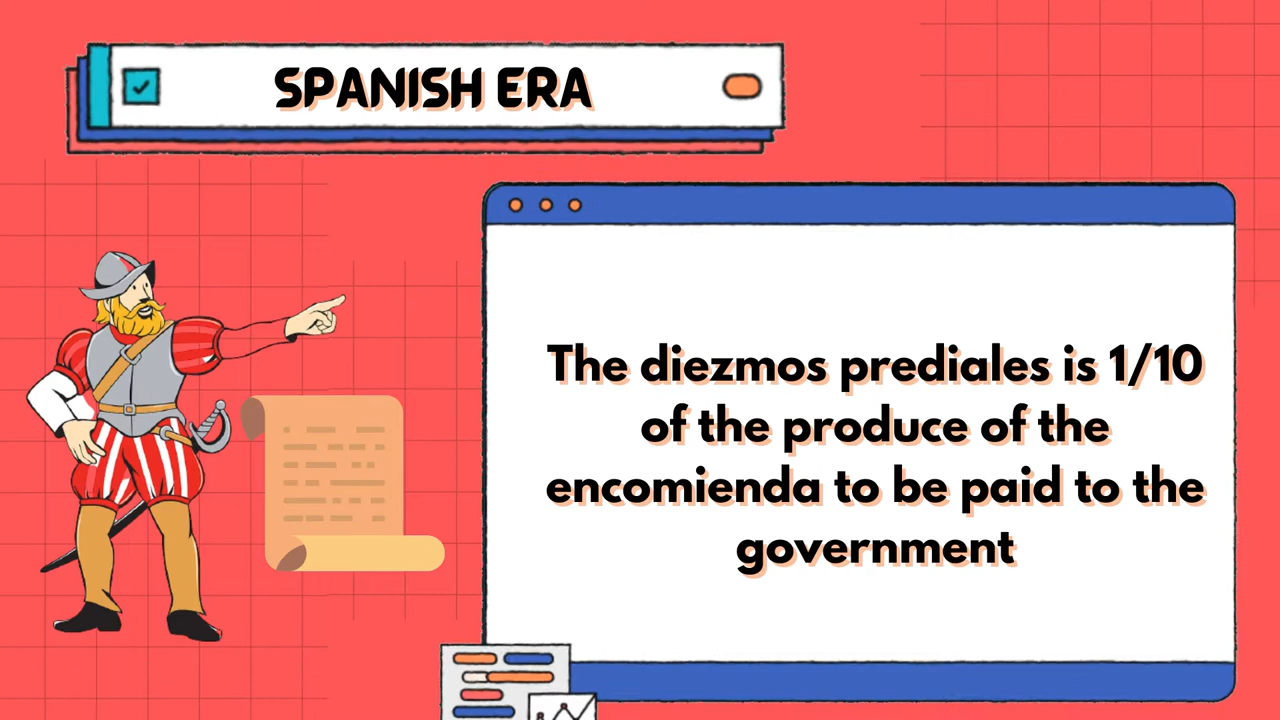 SPANISH ERA
The diezmos prediales is 1/10
of the produce of the
encomienda to be paid to the
government